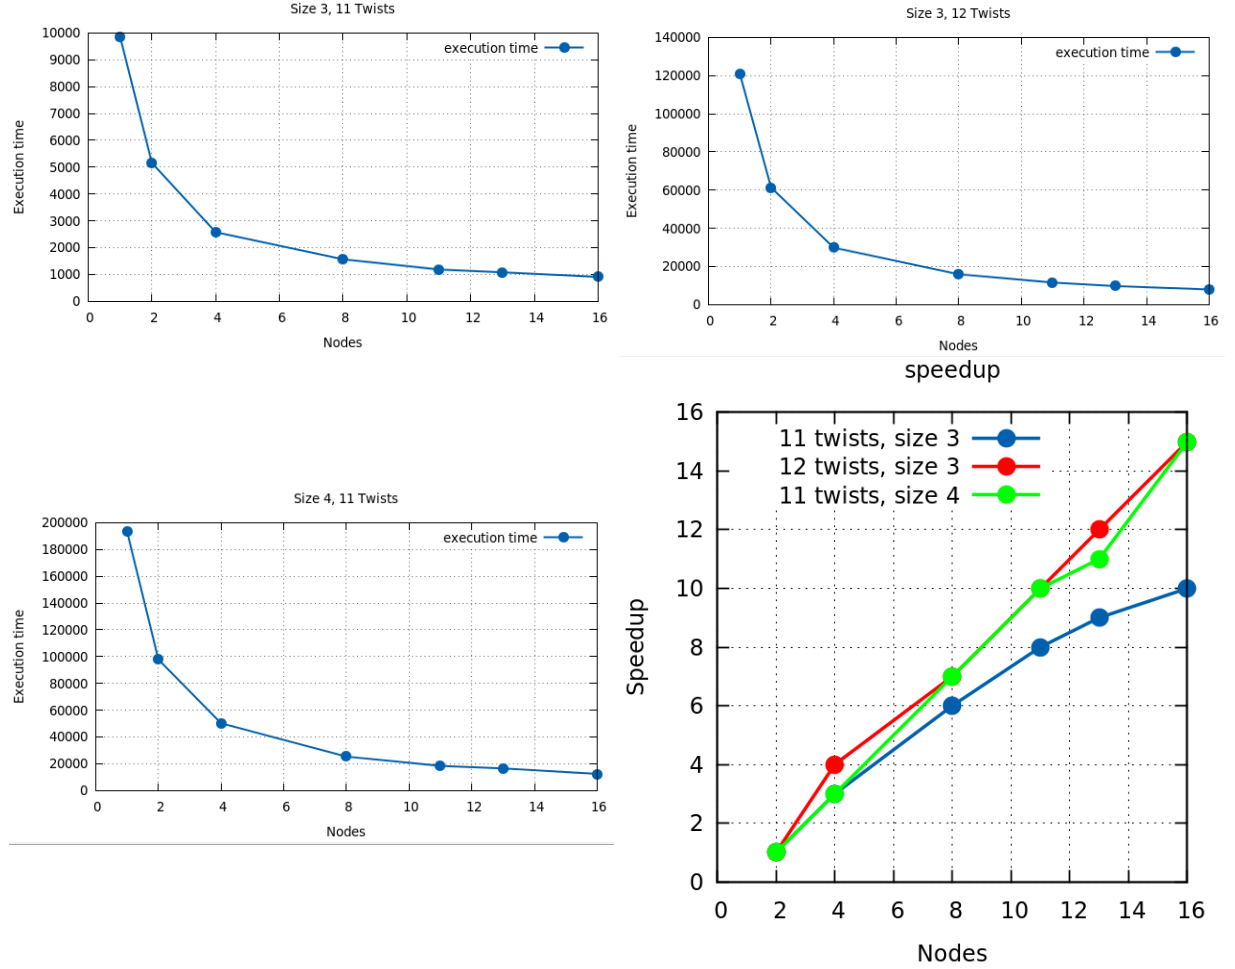 Size 3, 11 Twists
execution time
10000
9000
8000
7000
6000
5000
4000
3000
2000
1000
0
Execution time
0 2 4 6 8 10 12 14 16
Nodes
Size 3, 12 Twists
execution time
140000
120000
100000
80000
60000
40000
20000
0
Execution time
0 2 4 6 8 10 12 14 16
Nodes
Size 4, 11 Twists
execution time
200000
180000
160000
140000
120000
100000
80000
60000
40000
20000
0
Execution time
0 2 4 6 8 10 12 14 16
Nodes
speedup
11 twists, size 3
12 twists, size 3
11 twists, size 4
16
14
12
10
8
6
4
2
0
Speedup
0 2 4 6 8 10 12 14 16
Nodes